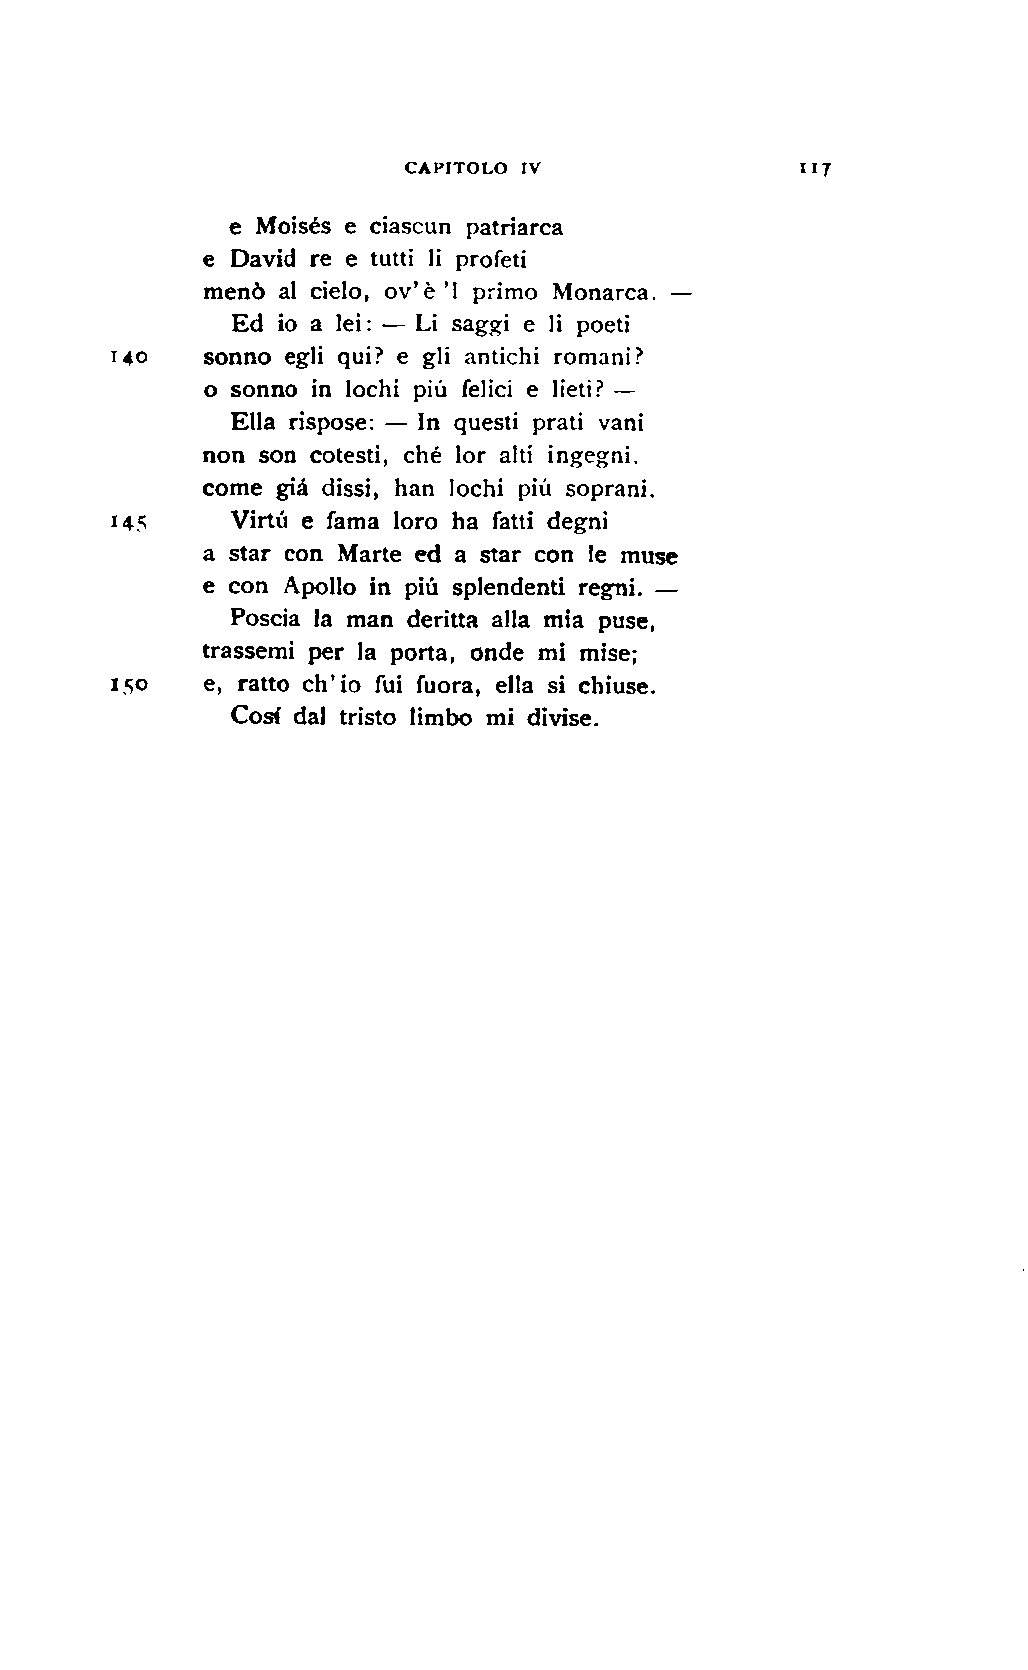 CAPITOLO IV 117
e Moisés e ciascun patriarca
e David re e tutti li profeti
menò al cielo, ov'è 'l primo Monarca. —
Ed io a lei: — Li saggi e li poeti
140 sonno egli qui? e gli antichi romani?
o sonno in lochi piú felici e lieti? —
Ella rispose: — In questi prati vani
non son cotesti, ché lor alti ingegni,
come giá dissi, han lochi piú soprani.
145 Virtú e fama loro ha fatti degni
a star con Marte ed a star con le muse
e con Apollo in piú splendenti regni. —
Poscia la man deritta alla mia puse,
trassemi per la porta, onde mi mise;
150 e, ratto ch'io fui fuora, ella si chiuse.
Cosí dal tristo limbo mi divise.